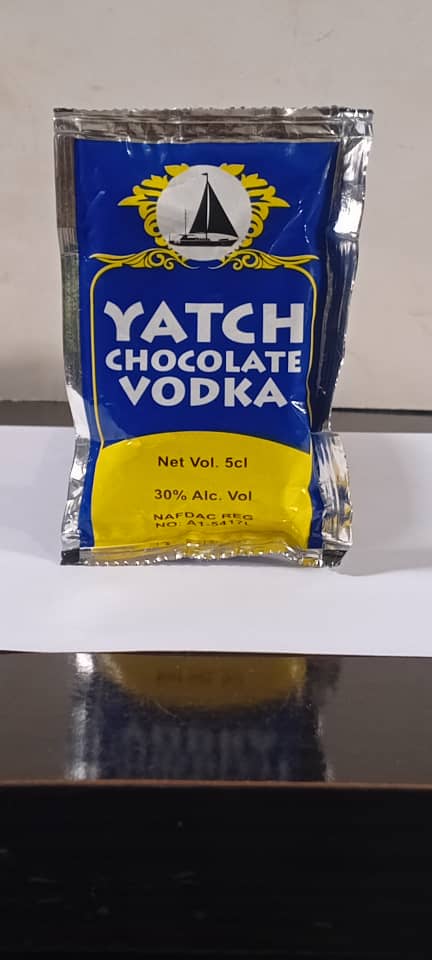 YATCH
CHOCOLATE
VODKA
Net Vol. 5cl
30% Alc. Vol
NAFDAC REG
NO: A1-5417L